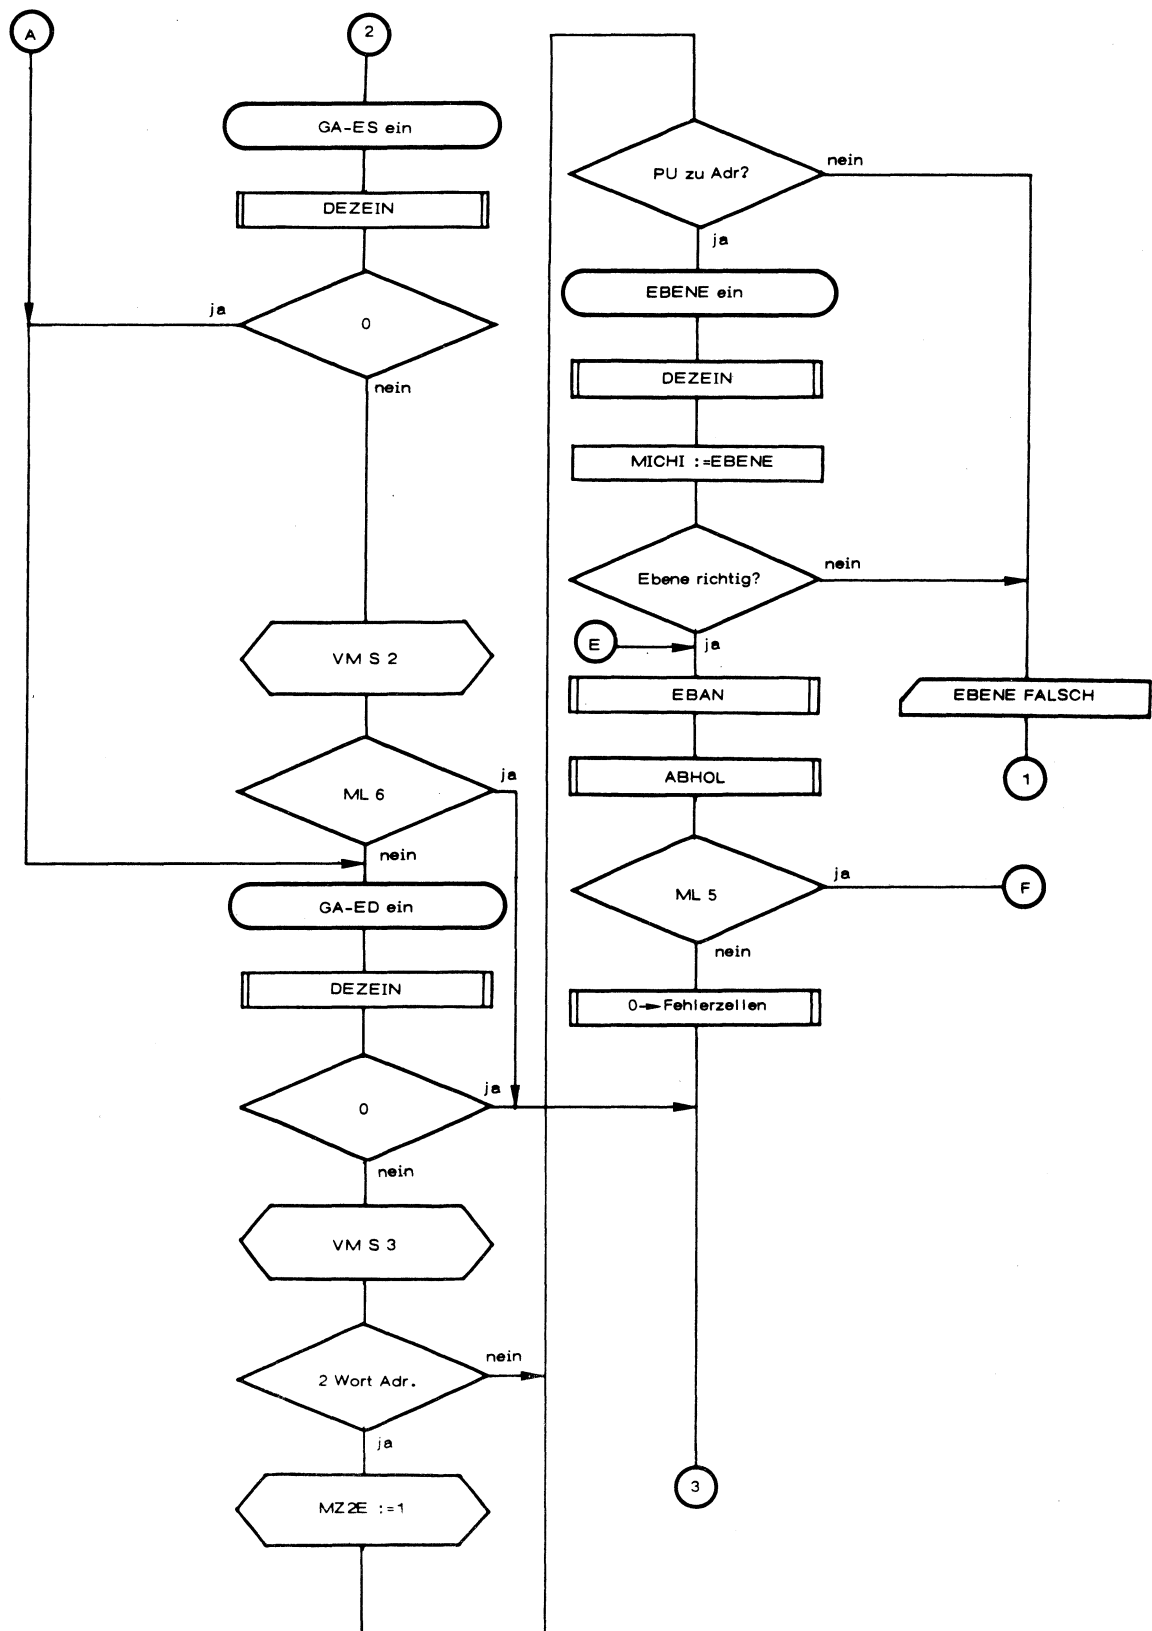 A
2
GA-ES ein
DEZEIN
ja
0
nein
VM S 2
ML 6
ja
nein
GA-ED ein
DEZEIN
ja
0
nein
VM S 3
nein
2 Wort Adr.
ja
MZ2E :=1
PU zu Adr?
nein
ja
EBENE ein
DEZEIN
MICHI :=EBENE
Ebene richtig?
nein
E
ja
EBAN
EBENE FALSCH
ABHOL
1
ML 5
ja
F
nein
0→Fehlerzellen
3